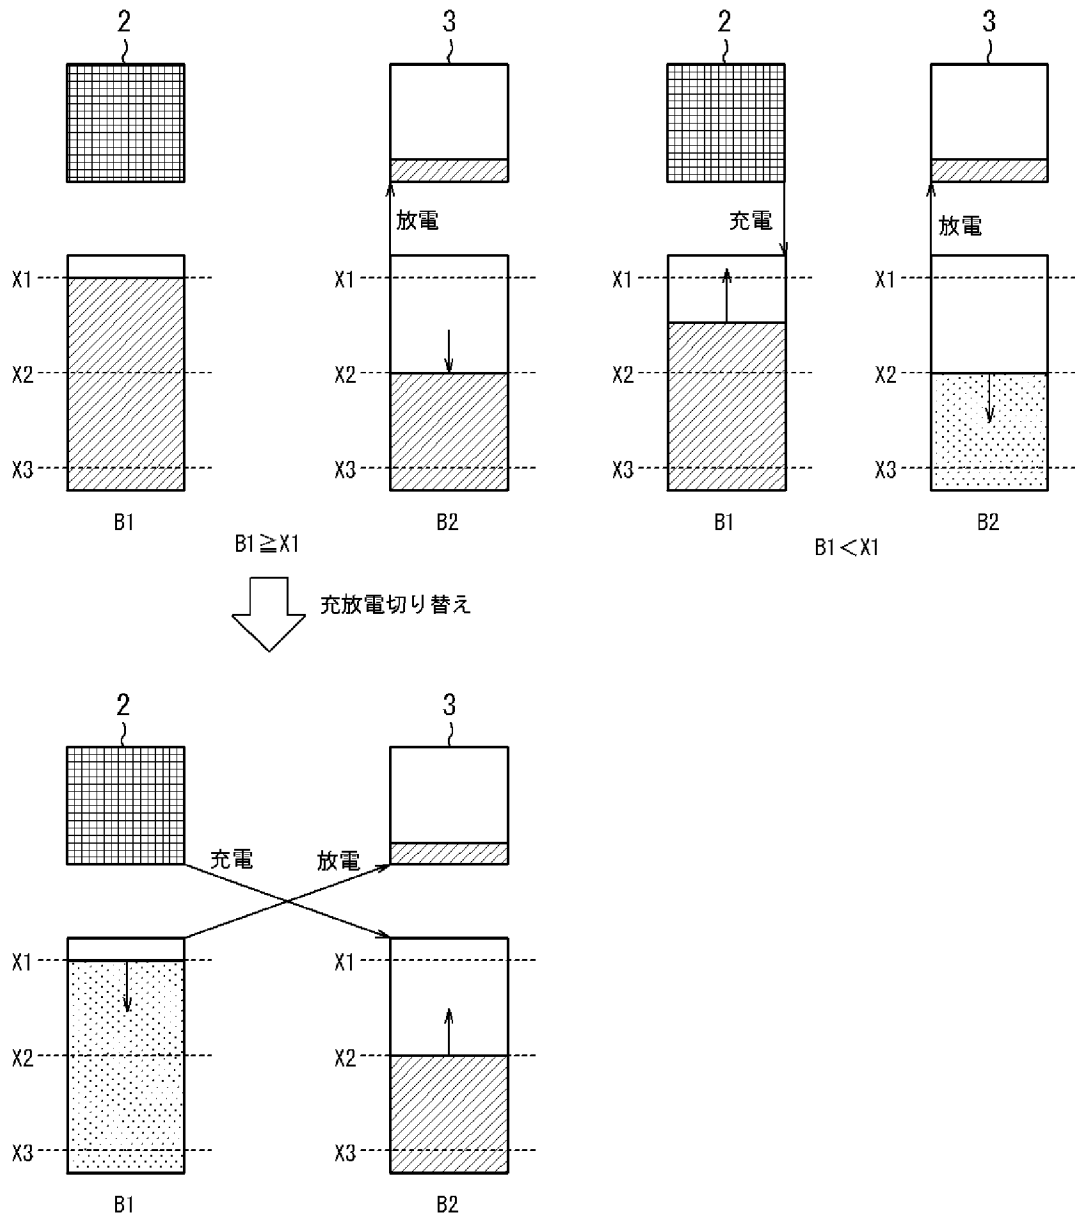 2 3 2 3
放電 充電 放電
X1 X1 X1 X1
X2 X2 X2 X2
X3 X3 X3 X3
B1 B2 B1 B2
B1≧X1 B1<X1
充放電切り替え
2 3
充電 放電
X1 X1
X2 X2
X3 X3
B1 B2